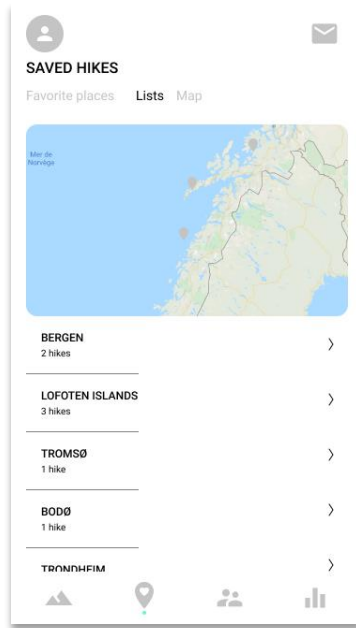 SAVED HIKES
Favorite places Lists Map
Mer de
Norvège
BERGEN
2 hikes
LOFOTEN ISLANDS
3 hikes
TROMSØ
1 hike
BODØ
1 hike
TRONDHEIM